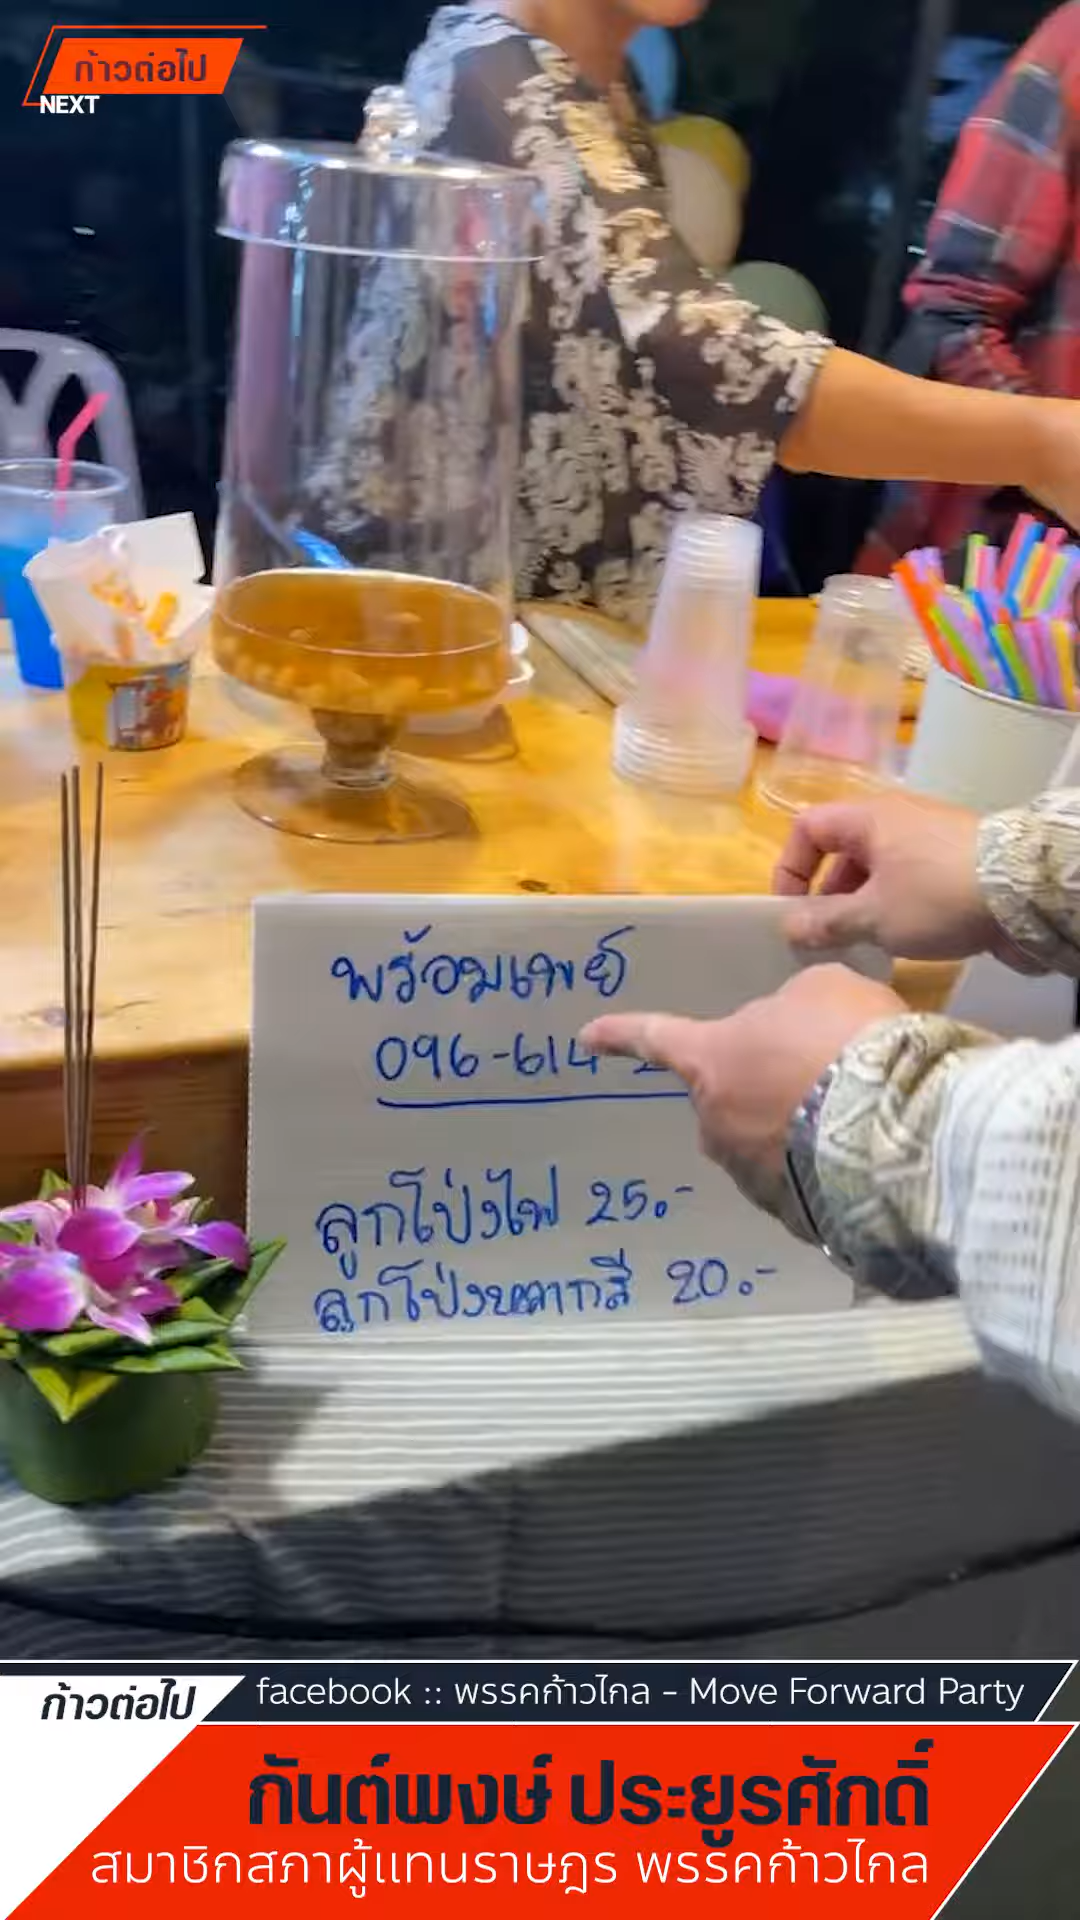 ก้าวต่อไป
NEXT
พร้อมเพย์
096-614-
ลูกโป่งไฟ 25.-
ลูกโป่งหลากสี 20.-
ก้าวต่อไป
facebook :: พรรคก้าวไกล - Move Forward Party
กันต์พงษ์ ประยูรศักดิ์
สมาชิกสภาผู้แทนราษฎร พรรคก้าวไกล